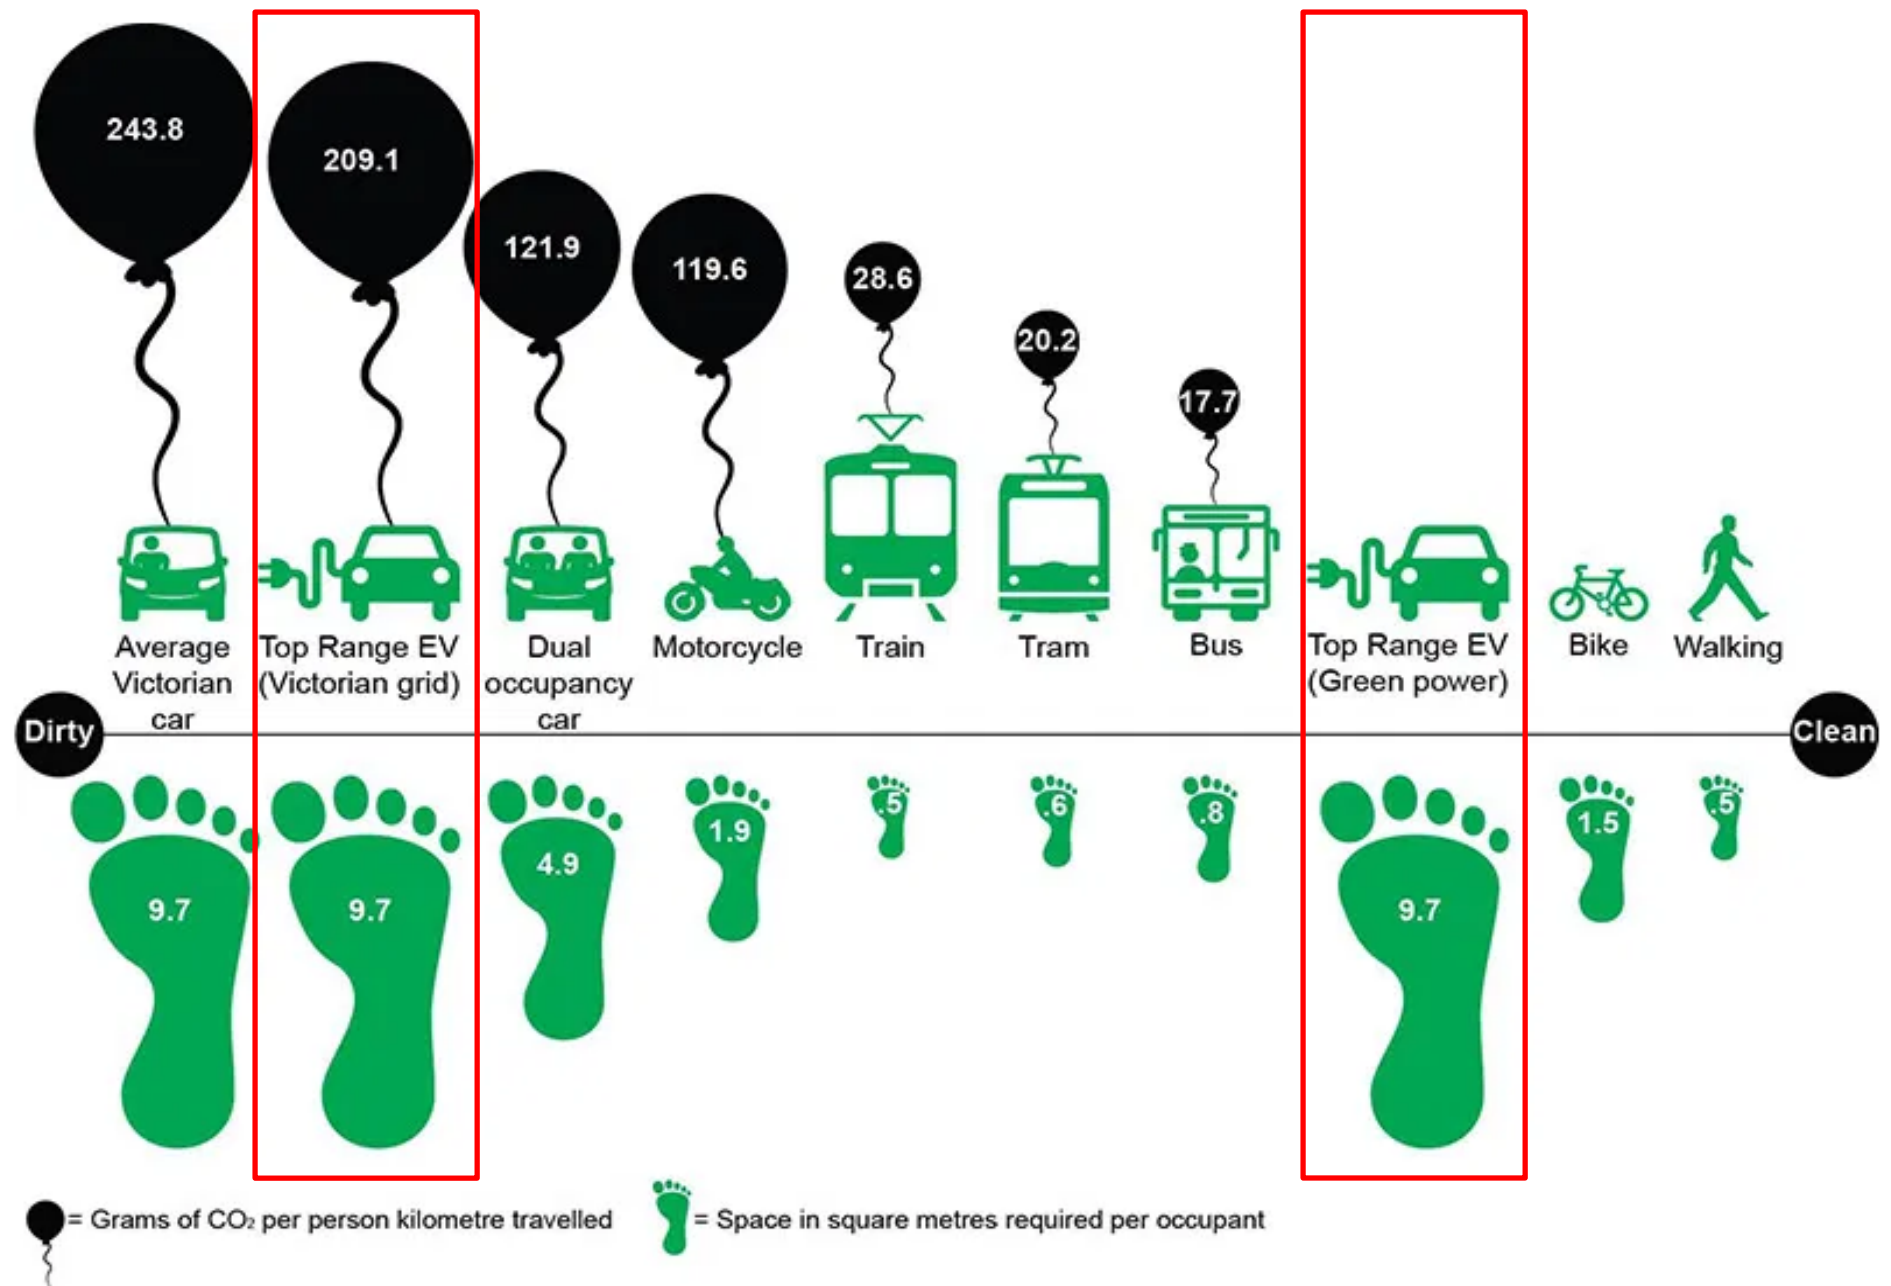 243.8
209.1
121.9
119.6
28.6
20.2
17.7
Average
Victorian
car
Top Range EV
(Victorian grid)
Dual
occupancy
car
Motorcycle
Train
Tram
Bus
Top Range EV
(Green power)
Bike
Walking
Dirty
Clean
9.7
9.7
4.9
1.9
.5
.6
.8
9.7
1.5
.5
= Grams of CO₂ per person kilometre travelled
= Space in square metres required per occupant